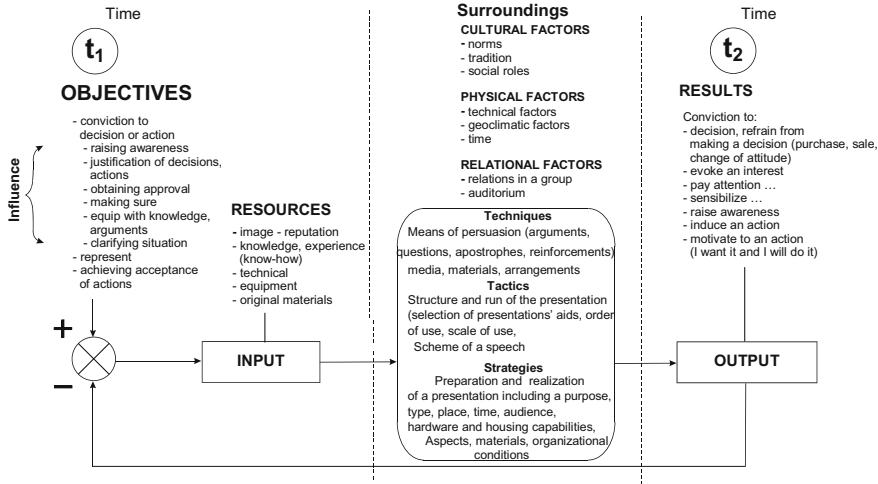 Time
t1
OBJECTIVES
- conviction to
decision or action
- raising awareness
- justification of decisions,
actions
- obtaining approval
- making sure
- equip with knowledge,
arguments
- clarifying situation
- represent
- achieving acceptance
of actions
Influence
RESOURCES
- image - reputation
- knowledge, experience
(know-how)
- technical
- equipment
- original materials
+
−
INPUT
Surroundings
CULTURAL FACTORS
- norms
- tradition
- social roles
PHYSICAL FACTORS
- technical factors
- geoclimatic factors
- time
RELATIONAL FACTORS
- relations in a group
- auditorium
Techniques
Means of persuasion (arguments,
questions, apostrophes, reinforcements)
media, materials, arrangements
Tactics
Structure and run of the presentation
(selection of presentations' aids, order
of use, scale of use,
Scheme of a speech
Strategies
Preparation and realization
of a presentation including a purpose,
type, place, time, audience,
hardware and housing capabilities,
Aspects, materials, organizational
conditions
Time
t2
RESULTS
Conviction to:
- decision, refrain from
making a decision (purchase, sale,
change of attitude)
- evoke an interest
- pay attention ...
- sensibilize ...
- raise awareness
- induce an action
- motivate to an action
(I want it and I will do it)
OUTPUT